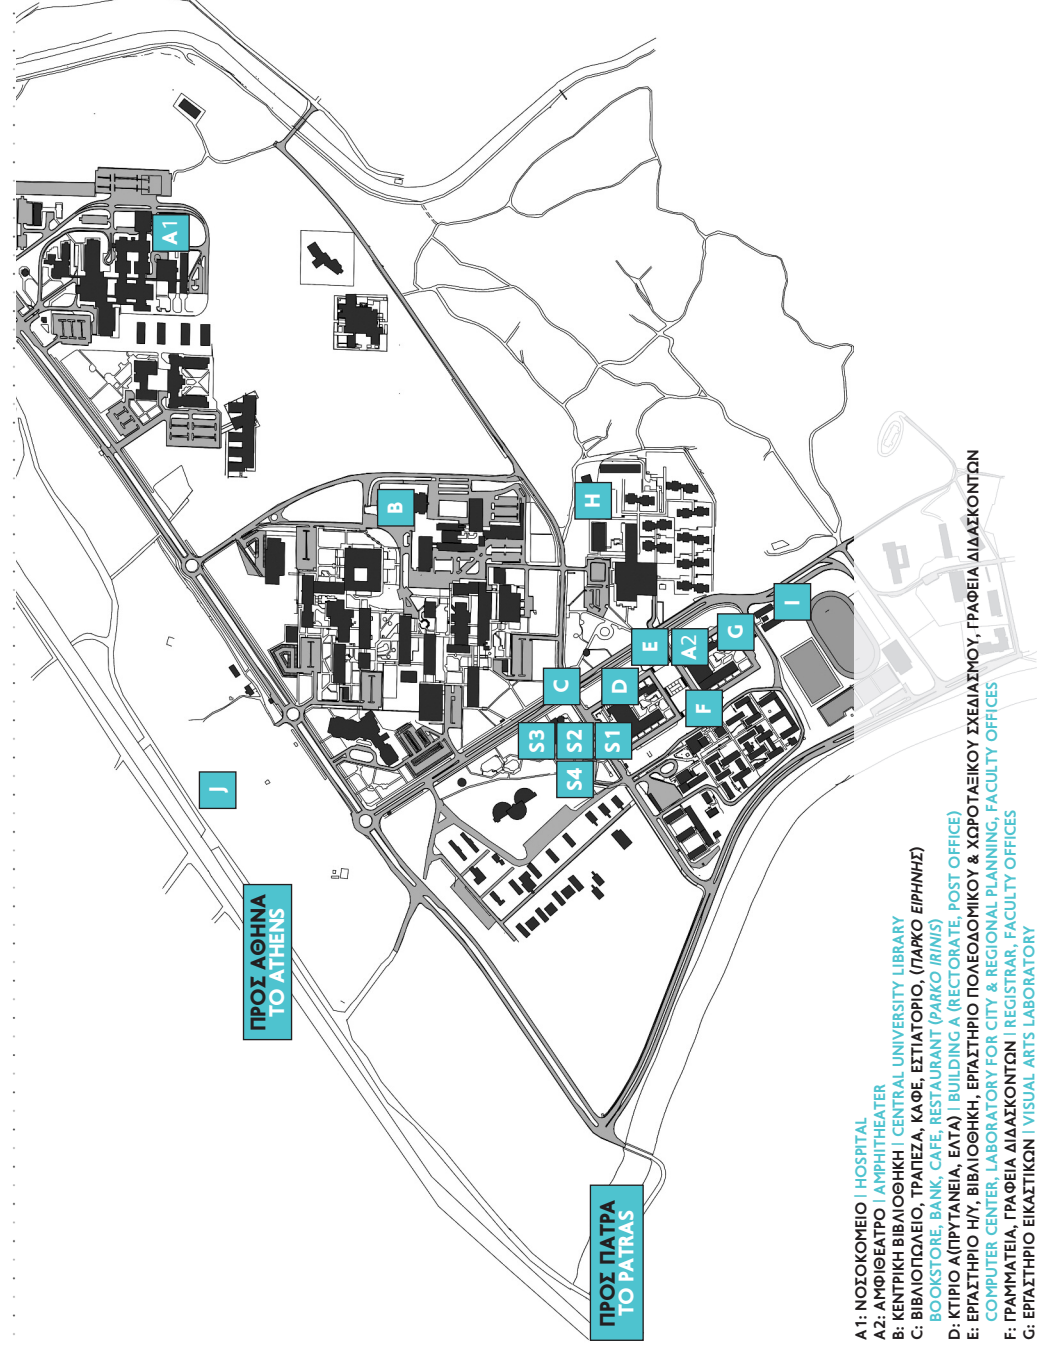 A1
B
H
I
E
A2
G
C
D
F
S3
S2
S1
S4
J
ΠΡΟΣ ΑΘΗΝΑ
TO ATHENS
ΠΡΟΣ ΠΑΤΡΑ
TO PATRAS
A1: ΝΟΣΟΚΟΜΕΙΟ | HOSPITAL
A2: ΑΜΦΙΘΕΑΤΡΟ | AMPHITHEATER
B: ΚΕΝΤΡΙΚΗ ΒΙΒΛΙΟΘΗΚΗ | CENTRAL UNIVERSITY LIBRARY
C: ΒΙΒΛΙΟΠΩΛΕΙΟ, ΤΡΑΠΕΖΑ, ΚΑΦΕ, ΕΣΤΙΑΤΟΡΙΟ, (ΠΑΡΚΟ ΕΙΡΗΝΗΣ)
BOOKSTORE, BANK, CAFE, RESTAURANT (PARKO IRINIS)
D: ΚΤΙΡΙΟ Α(ΠΡΥΤΑΝΕΙΑ, ΕΛΤΑ) | BUILDING A (RECTORATE, POST OFFICE)
E: ΕΡΓΑΣΤΗΡΙΟ Η/Υ, ΒΙΒΛΙΟΘΗΚΗ, ΕΡΓΑΣΤΗΡΙΟ ΠΟΛΕΟΔΟΜΙΚΟΥ & ΧΩΡΟΤΑΞΙΚΟΥ ΣΧΕΔΙΑΣΜΟΥ, ΓΡΑΦΕΙΑ ΔΙΔΑΣΚΟΝΤΩΝ
COMPUTER CENTER, LABORATORY FOR CITY & REGIONAL PLANNING, FACULTY OFFICES
F: ΓΡΑΜΜΑΤΕΙΑ, ΓΡΑΦΕΙΑ ΔΙΔΑΣΚΟΝΤΩΝ | REGISTRAR, FACULTY OFFICES
G: ΕΡΓΑΣΤΗΡΙΟ ΕΙΚΑΣΤΙΚΩΝ | VISUAL ARTS LABORATORY